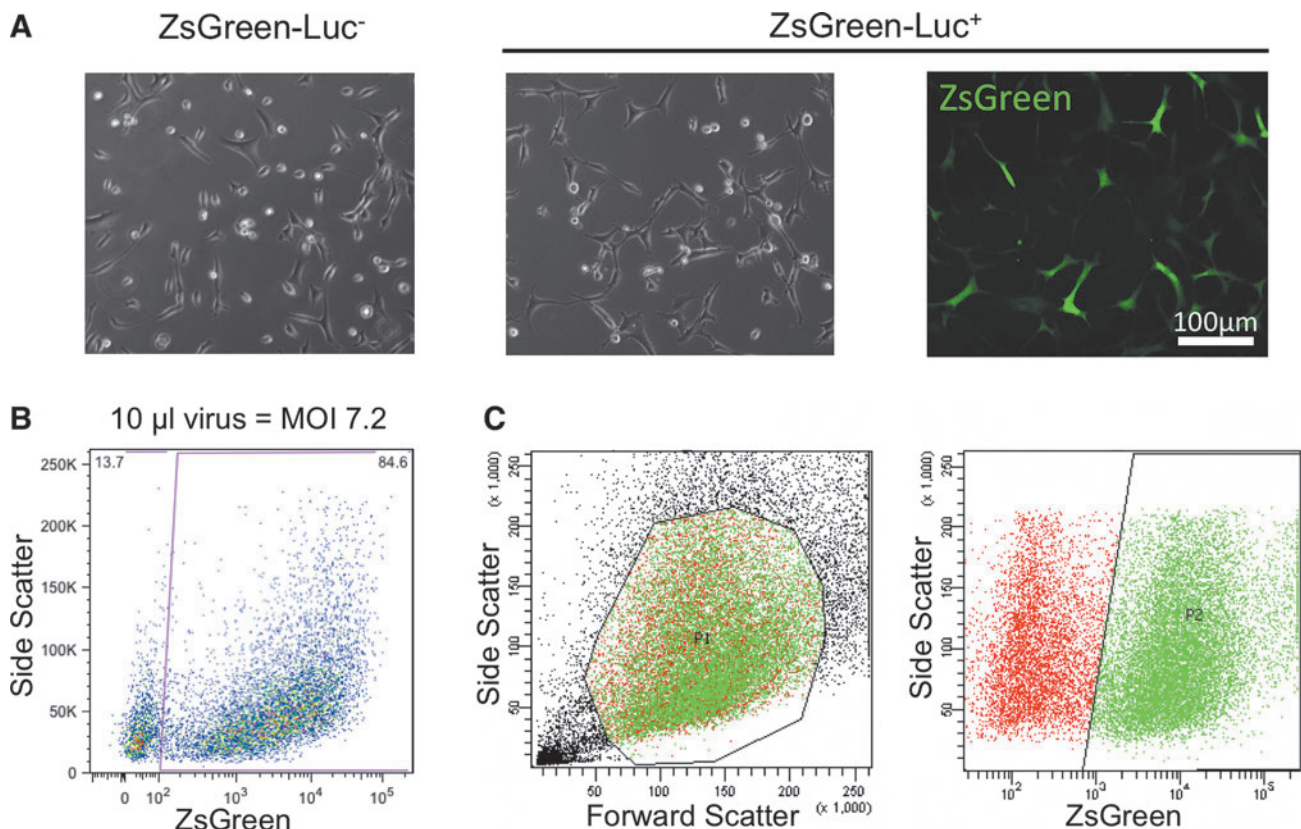 A
ZsGreen-Luc-
ZsGreen-Luc+
ZsGreen
100µm
B
10 µl virus = MOI 7.2
13.7
84.6
250K
200K
150K
100K
50K
0
Side Scatter
0 10² 10³ 10⁴ 10⁵
ZsGreen
C
(x 1,000)
250
200
150
100
50
Side Scatter
P1
50 100 150 200 250
Forward Scatter (x 1,000)
(x 1,000)
250
200
150
100
50
Side Scatter
P2
10² 10³ 10⁴ 10⁵
ZsGreen